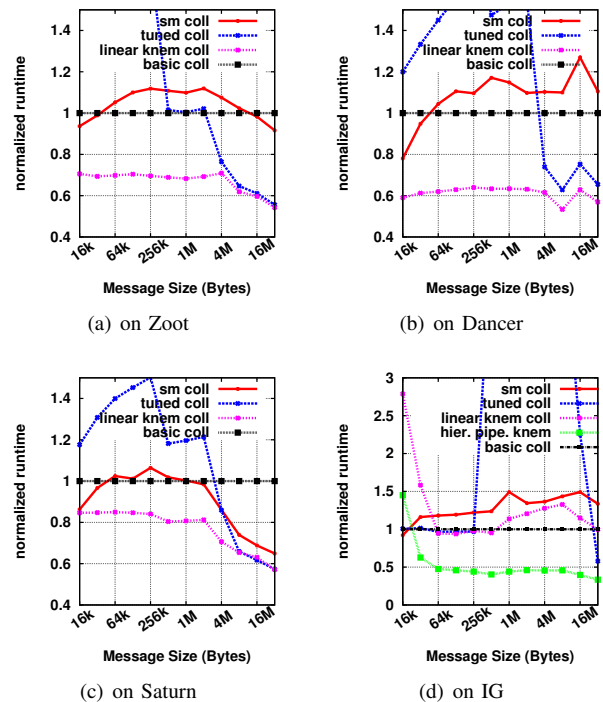 sm coll
tuned coll
linear knem coll
basic coll
normalized runtime
1.4
1.2
1
0.8
0.6
0.4
16k
64k
256k
1M
4M
16M
Message Size (Bytes)
(a) on Zoot
sm coll
tuned coll
linear knem coll
basic coll
normalized runtime
1.4
1.2
1
0.8
0.6
0.4
16k
64k
256k
1M
4M
16M
Message Size (Bytes)
(b) on Dancer
sm coll
tuned coll
linear knem coll
basic coll
normalized runtime
1.4
1.2
1
0.8
0.6
0.4
16k
64k
256k
1M
4M
16M
Message Size (Bytes)
(c) on Saturn
sm coll
tuned coll
linear knem coll
hier. pipe. knem
basic coll
normalized runtime
3
2.5
2
1.5
1
0.5
0
16k
64k
256k
1M
4M
16M
Message Size (Bytes)
(d) on IG